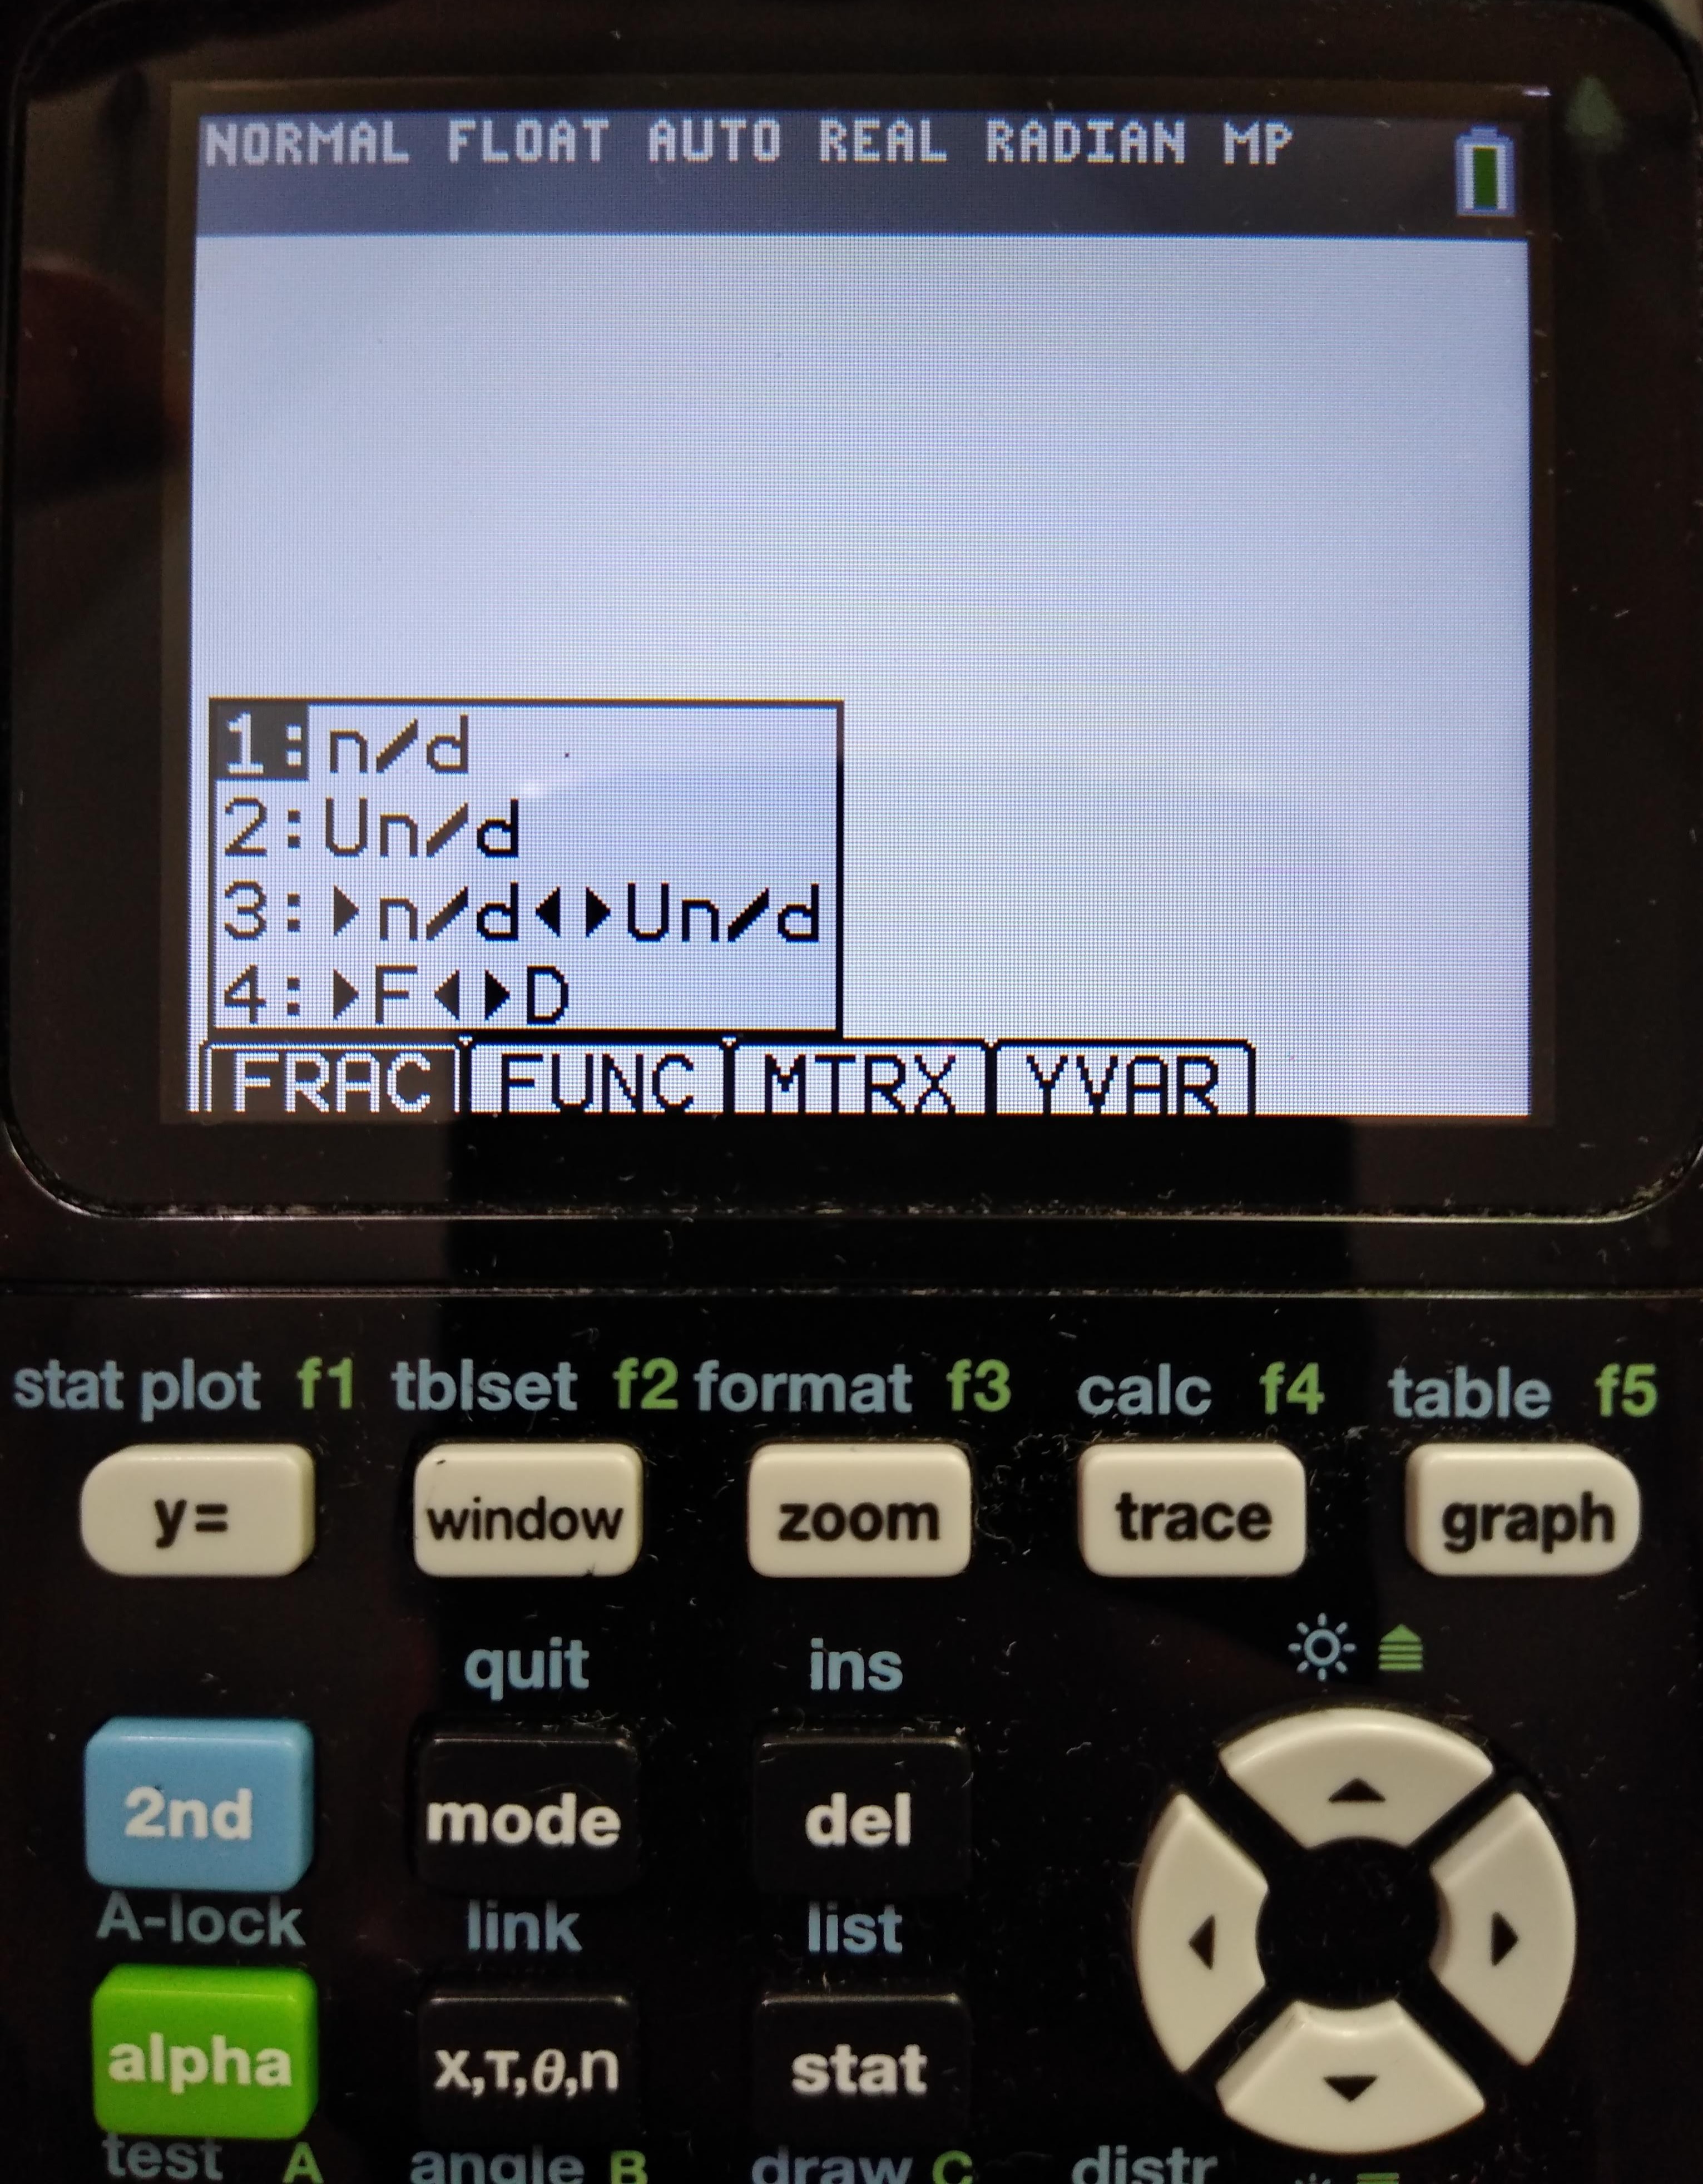 NORMAL FLOAT AUTO REAL RADIAN MP
1:n/d
2:Un/d
3:▶n/d◀▶Un/d
4:▶F◀▶D
FRAC FUNC MTRX YVAR
stat plot f1 tblset f2 format f3 calc f4 table f5
y= window zoom trace graph
quit ins
2nd mode del
A-lock link list
alpha X,T,θ,n stat
test A angle B draw C distr